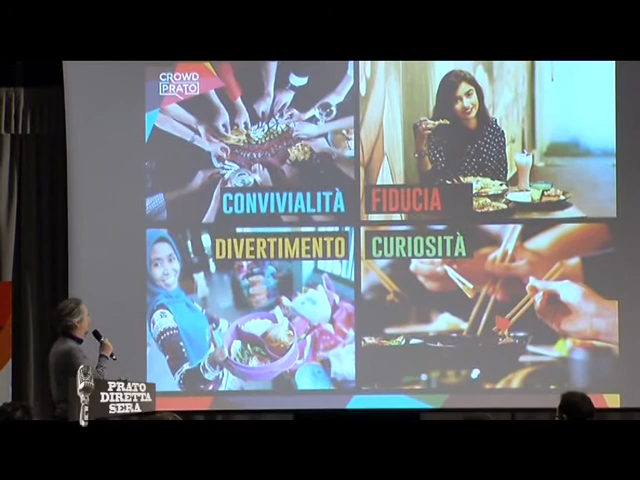 CROWD
PRATO
CONVIVIALITÀ
FIDUCIA
DIVERTIMENTO
CURIOSITÀ
PRATO
DIRETTA
SERA